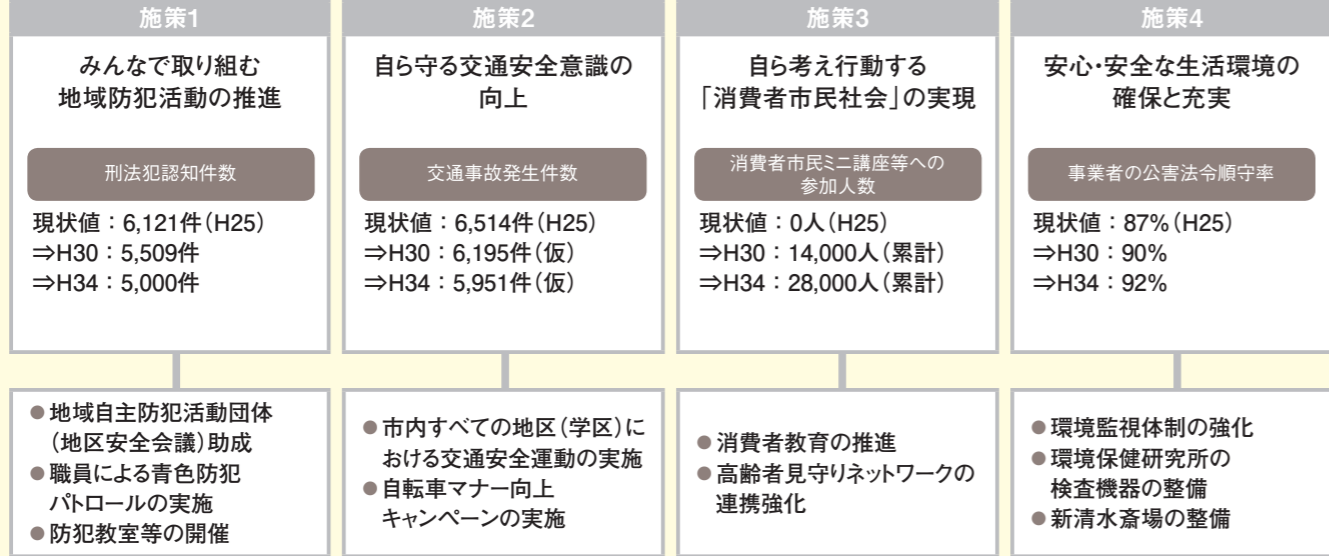 施策1
みんなで取り組む
地域防犯活動の推進
刑法犯認知件数
現状値：6,121件（H25）
⇒H30：5,509件
⇒H34：5,000件
●地域自主防犯活動団体
（地区安全会議）助成
●職員による青色防犯
パトロールの実施
●防犯教室等の開催
施策2
自ら守る交通安全意識の
向上
交通事故発生件数
現状値：6,514件（H25）
⇒H30：6,195件（仮）
⇒H34：5,951件（仮）
●市内すべての地区（学区）に
おける交通安全運動の実施
●自転車マナー向上
キャンペーンの実施
施策3
自ら考え行動する
「消費者市民社会」の実現
消費者市民ミニ講座等への
参加人数
現状値：0人（H25）
⇒H30：14,000人（累計）
⇒H34：28,000人（累計）
●消費者教育の推進
●高齢者見守りネットワークの
連携強化
施策4
安心・安全な生活環境の
確保と充実
事業者の公害法令順守率
現状値：87%（H25）
⇒H30：90%
⇒H34：92%
●環境監視体制の強化
●環境保健研究所の
検査機器の整備
●新清水斎場の整備